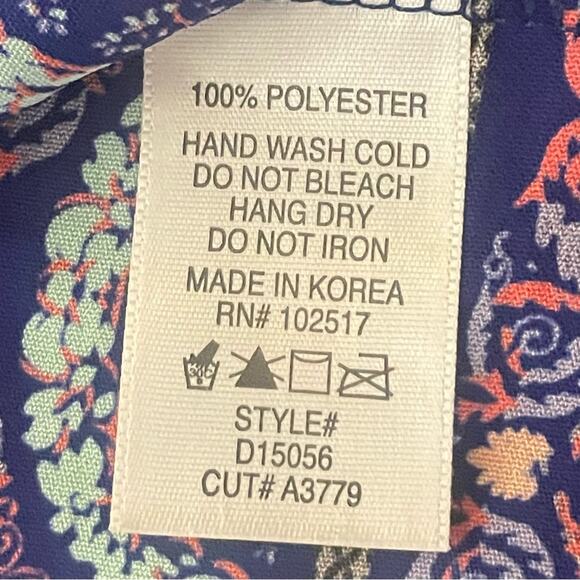 100% POLYESTER
HAND WASH COLD
DO NOT BLEACH
HANG DRY
DO NOT IRON
MADE IN KOREA
RN# 102517
STYLE#
D15056
CUT# A3779